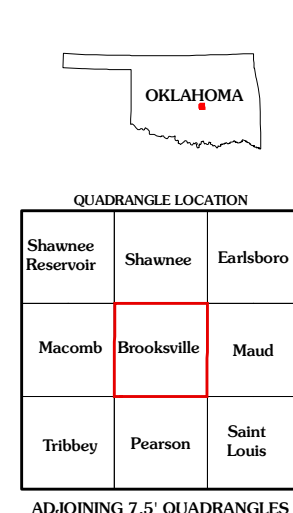 OKLAHOMA
QUADRANGLE LOCATION
Shawnee
Reservoir
Shawnee
Earlsboro
Macomb
Brooksville
Maud
Tribbey
Pearson
Saint
Louis
ADJOINING 7.5' QUADRANGLES